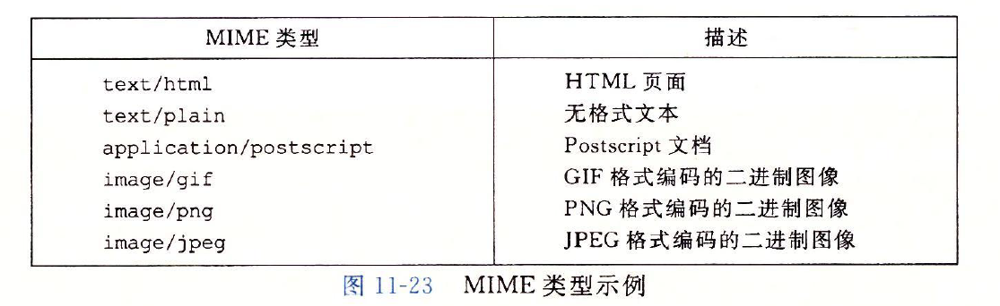 MIME 类型 描述
text/html HTML 页面
text/plain 无格式文本
application/postscript Postscript 文档
image/gif GIF 格式编码的二进制图像
image/png PNG 格式编码的二进制图像
image/jpeg JPEG 格式编码的二进制图像
图 11-23 MIME 类型示例